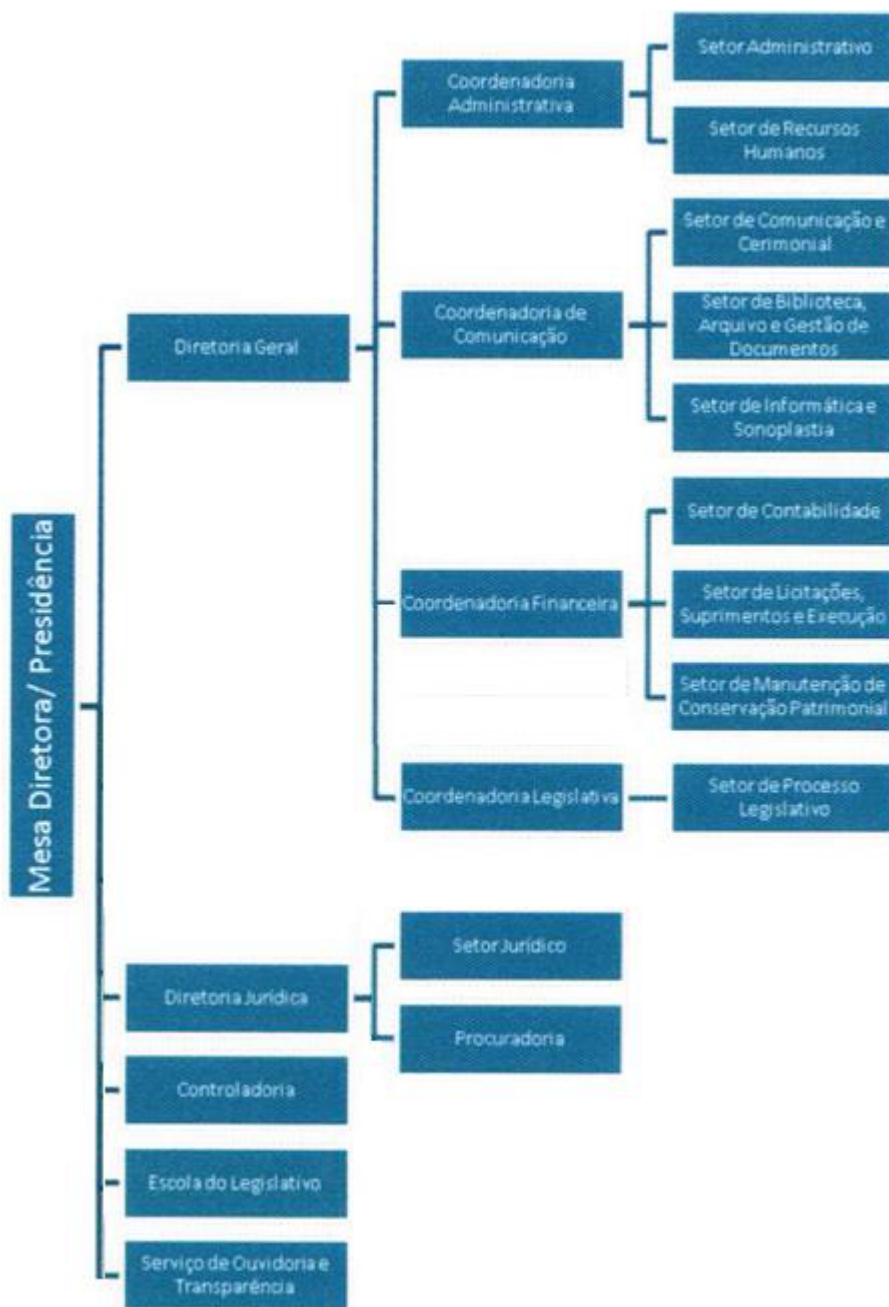 Mesa Diretora/ Presidência
Diretoria Geral
Coordenadoria
Administrativa
Setor Administrativo
Setor de Recursos
Humanos
Coordenadoria de
Comunicação
Setor de Comunicação e
Cerimonial
Setor de Biblioteca,
Arquivo e Gestão de
Documentos
Setor de Informática e
Sonoplastia
Coordenadoria Financeira
Setor de Contabilidade
Setor de Licitações,
Suprimentos e Execução
Setor de Manutenção de
Conservação Patrimonial
Coordenadoria Legislativa
Setor de Processo
Legislativo
Diretoria Jurídica
Setor Jurídico
Procuradoria
Controladoria
Escola do Legislativo
Serviço de Ouvidoria e
Transparência